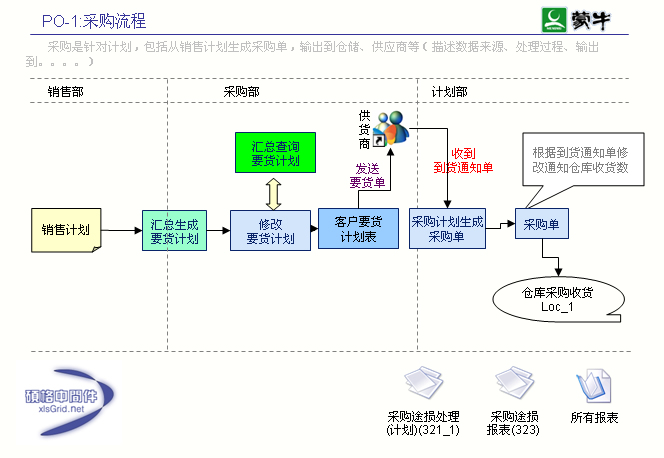 PO-1:采购流程
蒙牛
采购是针对计划，包括从销售计划生成采购单，输出到仓储、供应商等（描述数据来源、处理过程、输出
到。。。。）
销售部
采购部
计划部
供
货
商
汇总查询
要货计划
收到
到货通知单
根据到货通知单修
改通知仓库收货数
发送
要货单
销售计划
汇总生成
要货计划
修改
要货计划
客户要货
计划表
采购计划生成
采购单
采购单
仓库采购收货
Loc_1
碩格中間件
xlsGrid.net
采购途损处理
(计划)(321_1)
采购途损
报表(323)
所有报表